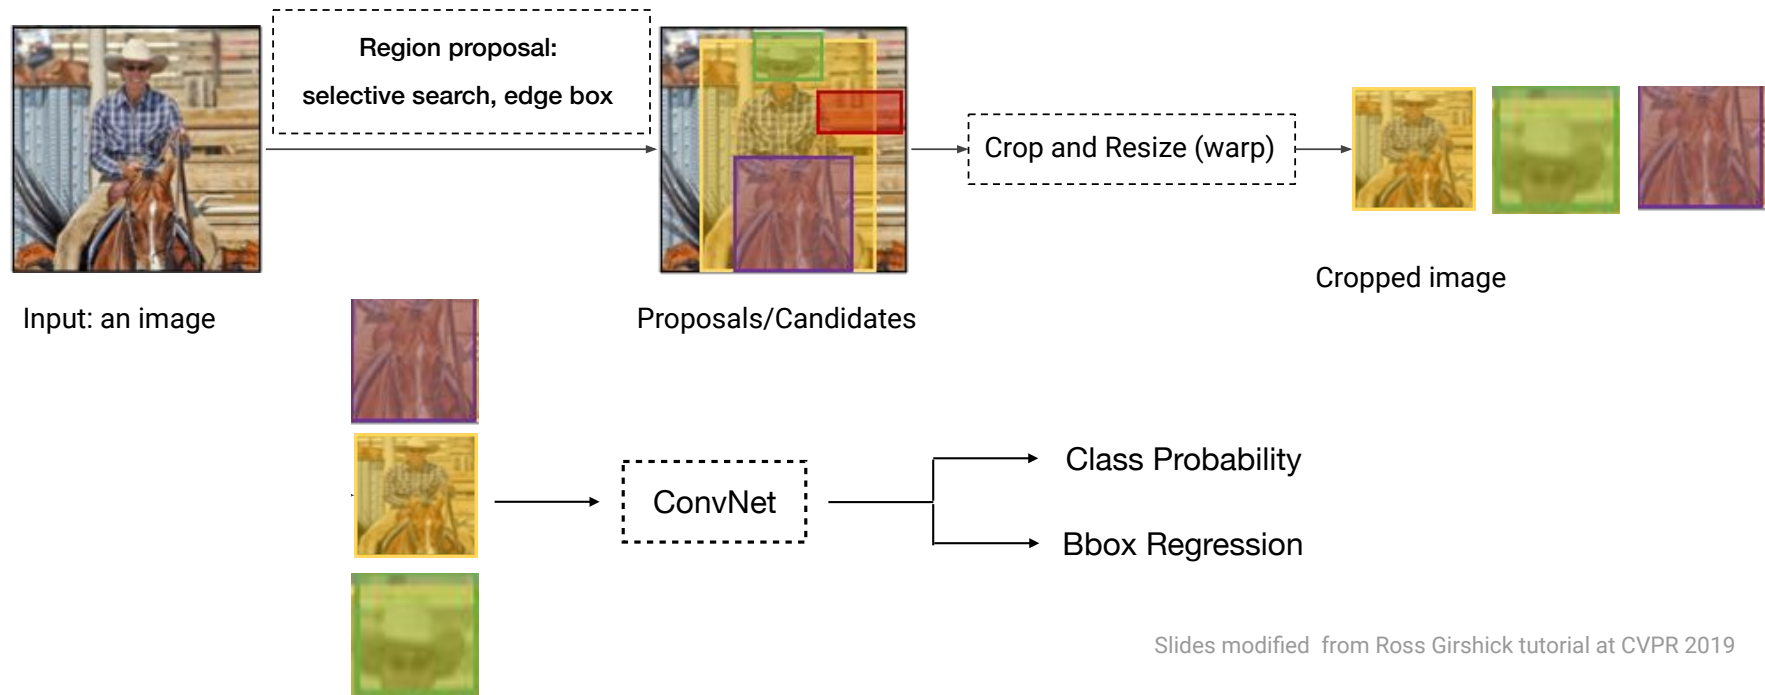 Region proposal:
selective search, edge box
Crop and Resize (warp)
Cropped image
Input: an image
Proposals/Candidates
ConvNet
Class Probability
Bbox Regression
Slides modified from Ross Girshick tutorial at CVPR 2019